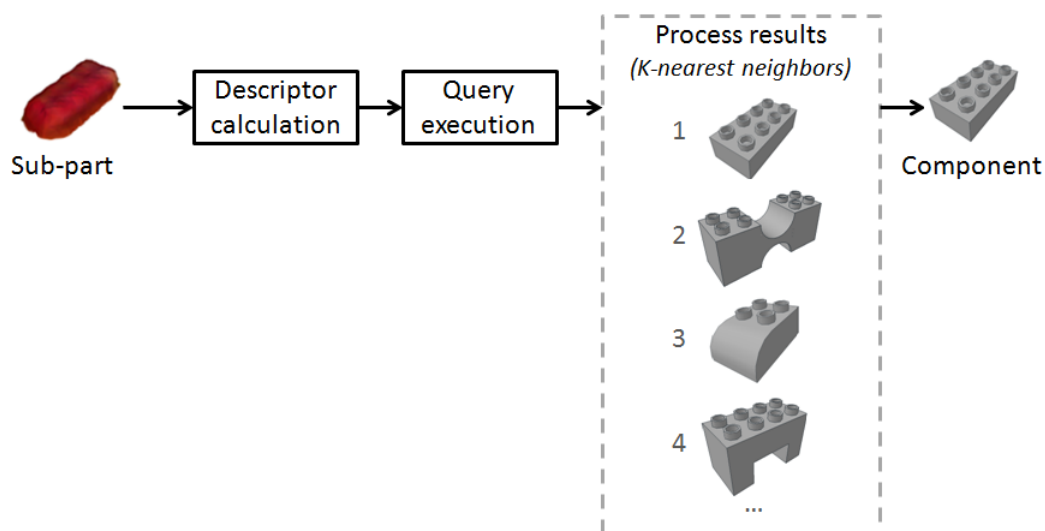 Sub-part
Descriptor
calculation
Query
execution
Process results
(K-nearest neighbors)
1
2
3
4
...
Component